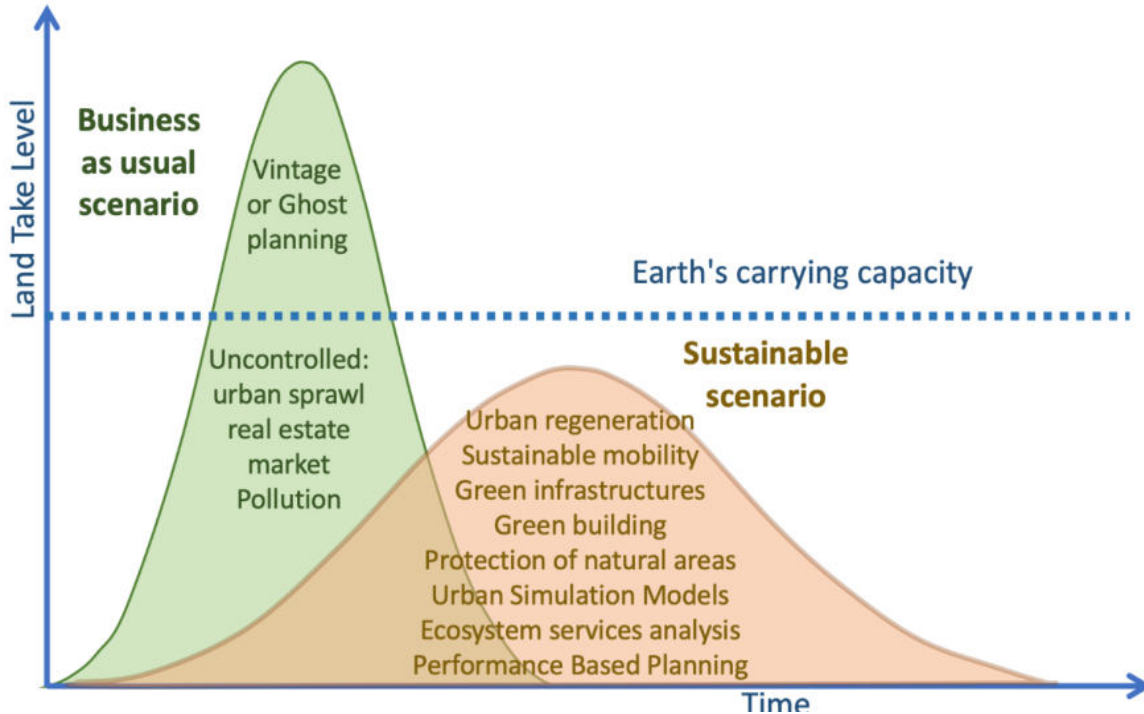 Land Take Level
Business
as usual
scenario
Vintage
or Ghost
planning
Earth's carrying capacity
Uncontrolled:
urban sprawl
real estate
market
Pollution
Sustainable
scenario
Urban regeneration
Sustainable mobility
Green infrastructures
Green building
Protection of natural areas
Urban Simulation Models
Ecosystem services analysis
Performance Based Planning
Time